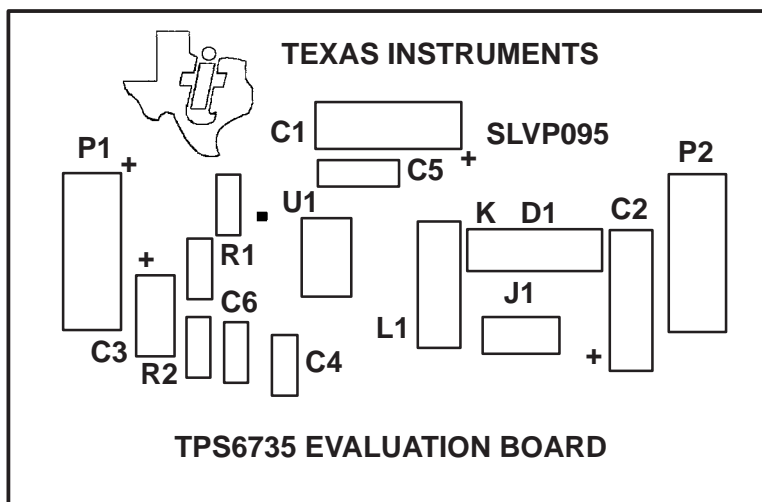 TEXAS INSTRUMENTS
C1
SLVP095
+
P1
+
C5
P2
U1
K D1
C2
R1
+
C6
J1
L1
C3
R2
C4
+
TPS6735 EVALUATION BOARD